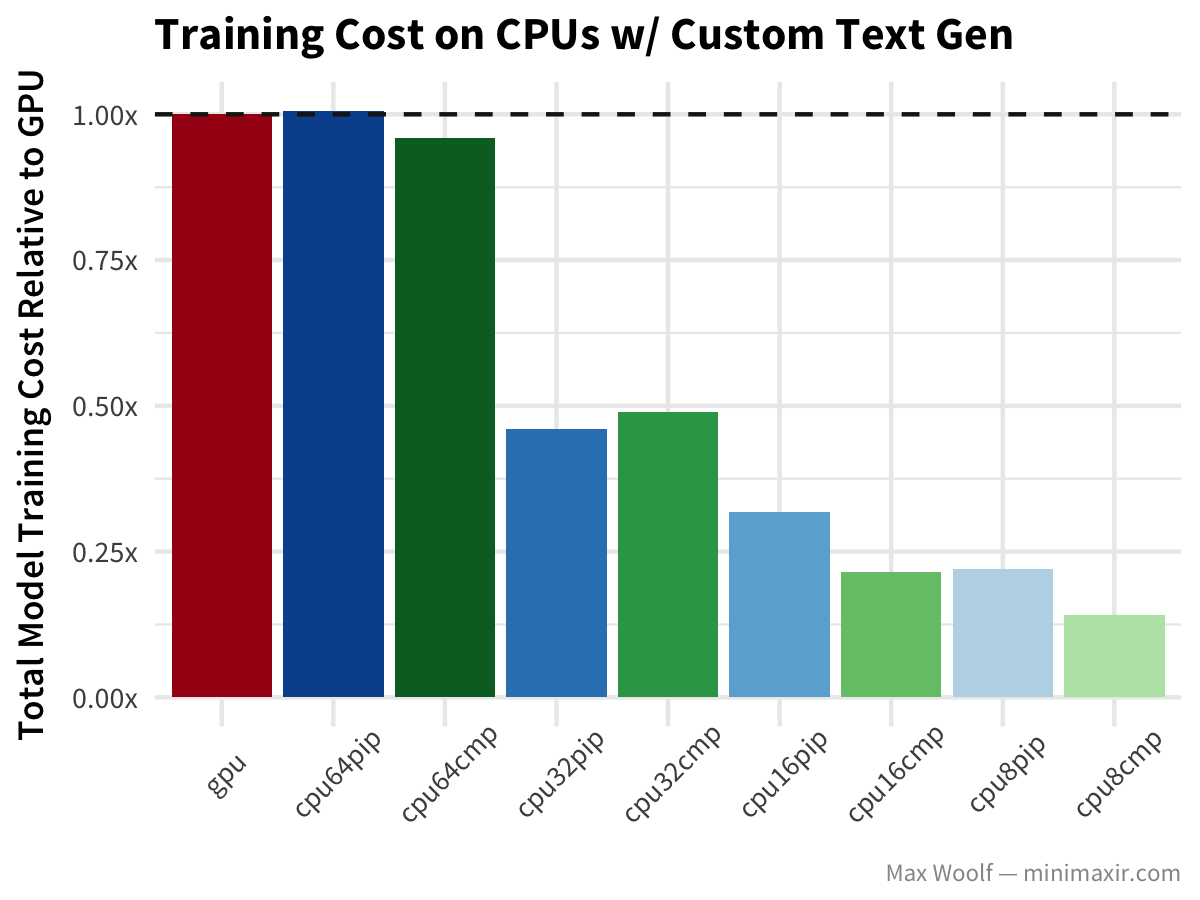 Training Cost on CPUs w/ Custom Text Gen
Total Model Training Cost Relative to GPU
1.00x
0.75x
0.50x
0.25x
0.00x
gpu
cpu64pip
cpu64cmp
cpu32pip
cpu32cmp
cpu16pip
cpu16cmp
cpu8pip
cpu8cmp
Max Woolf — minimaxir.com